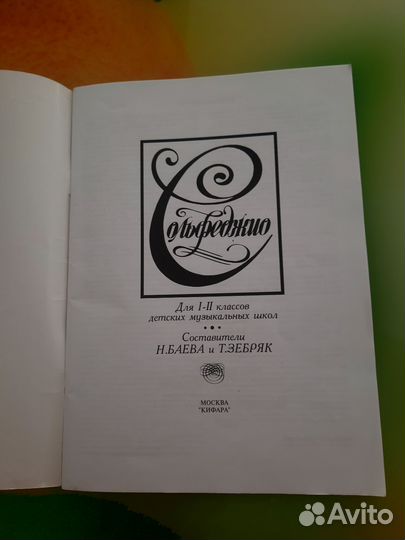 Сольфеджио
Для I-II классов
детских музыкальных школ
• • •
Составители
Н.БАЕВА и Т.ЗЕБРЯК
МОСКВА
"КИФАРА"
Avito